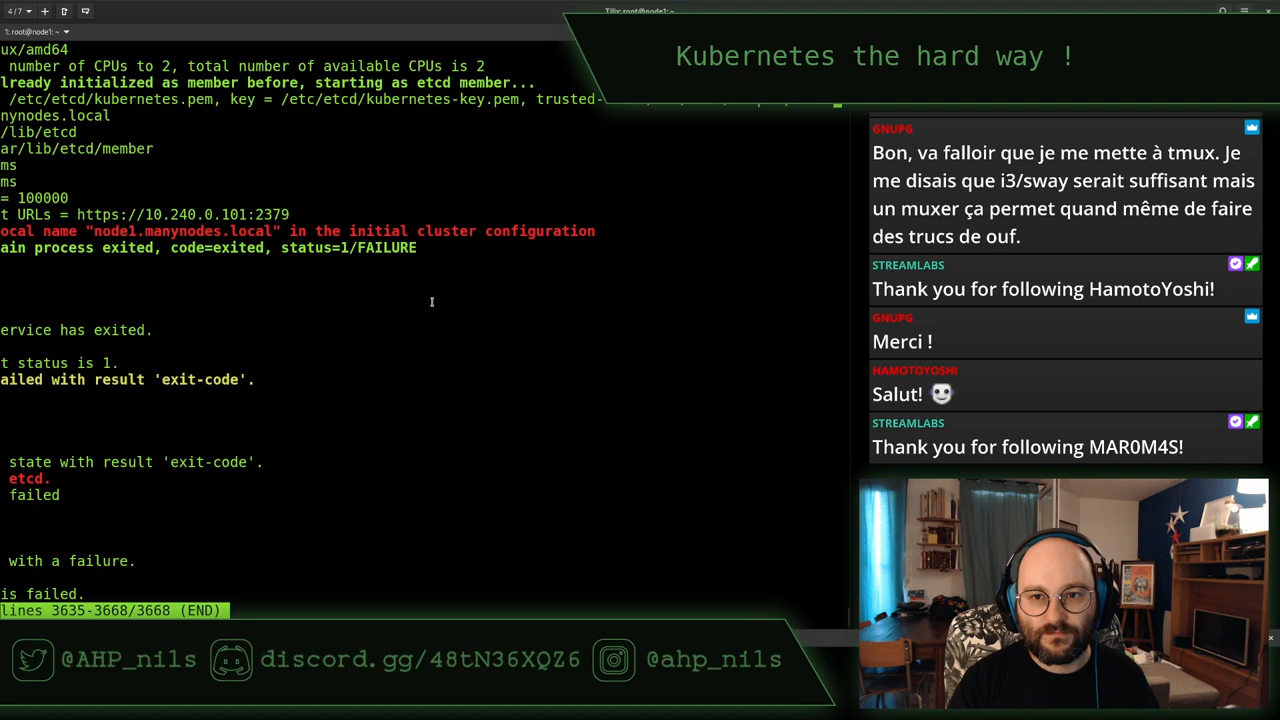 4 / 7
Tilix: root@node1: ~
1: root@node1: ~
Kubernetes the hard way !
ux/amd64
number of CPUs to 2, total number of available CPUs is 2
lready initialized as member before, starting as etcd member...
/etc/etcd/kubernetes.pem, key = /etc/etcd/kubernetes-key.pem, trusted-
nynodes.local
/lib/etcd
ar/lib/etcd/member
ms
ms
= 100000
t URLs = https://10.240.0.101:2379
ocal name "node1.manynodes.local" in the initial cluster configuration
ain process exited, code=exited, status=1/FAILURE
ervice has exited.
t status is 1.
ailed with result 'exit-code'.
state with result 'exit-code'.
etcd.
failed
with a failure.
is failed.
lines 3635-3668/3668 (END)
GNUPG
Bon, va falloir que je me mette à tmux. Je
me disais que i3/sway serait suffisant mais
un muxer ça permet quand même de faire
des trucs de ouf.
STREAMLABS
Thank you for following HamotoYoshi!
GNUPG
Merci !
HAMOTOYOSHI
Salut!
STREAMLABS
Thank you for following MAR0M4S!
@AHP_nils
discord.gg/48tN36XQZ6
@ahp_nils